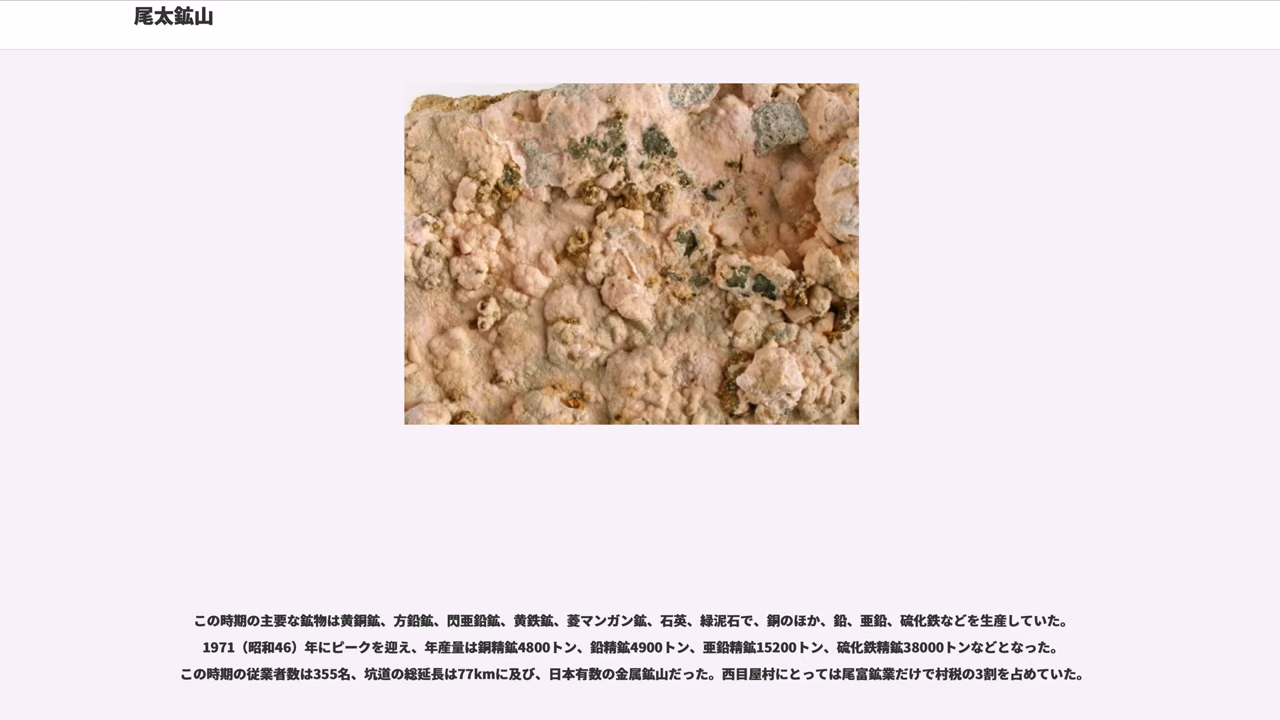 尾太鉱山
この時期の主要な鉱物は黄銅鉱、方鉛鉱、閃亜鉛鉱、黄鉄鉱、菱マンガン鉱、石英、緑泥石で、銅のほか、鉛、亜鉛、硫化鉄などを生産していた。
1971（昭和46）年にピークを迎え、年産量は銅精鉱4800トン、鉛精鉱4900トン、亜鉛精鉱15200トン、硫化鉄精鉱38000トンなどとなった。
この時期の従業者数は355名、坑道の総延長は77kmに及び、日本有数の金属鉱山だった。西目屋村にとっては尾富鉱業だけで村税の3割を占めていた。